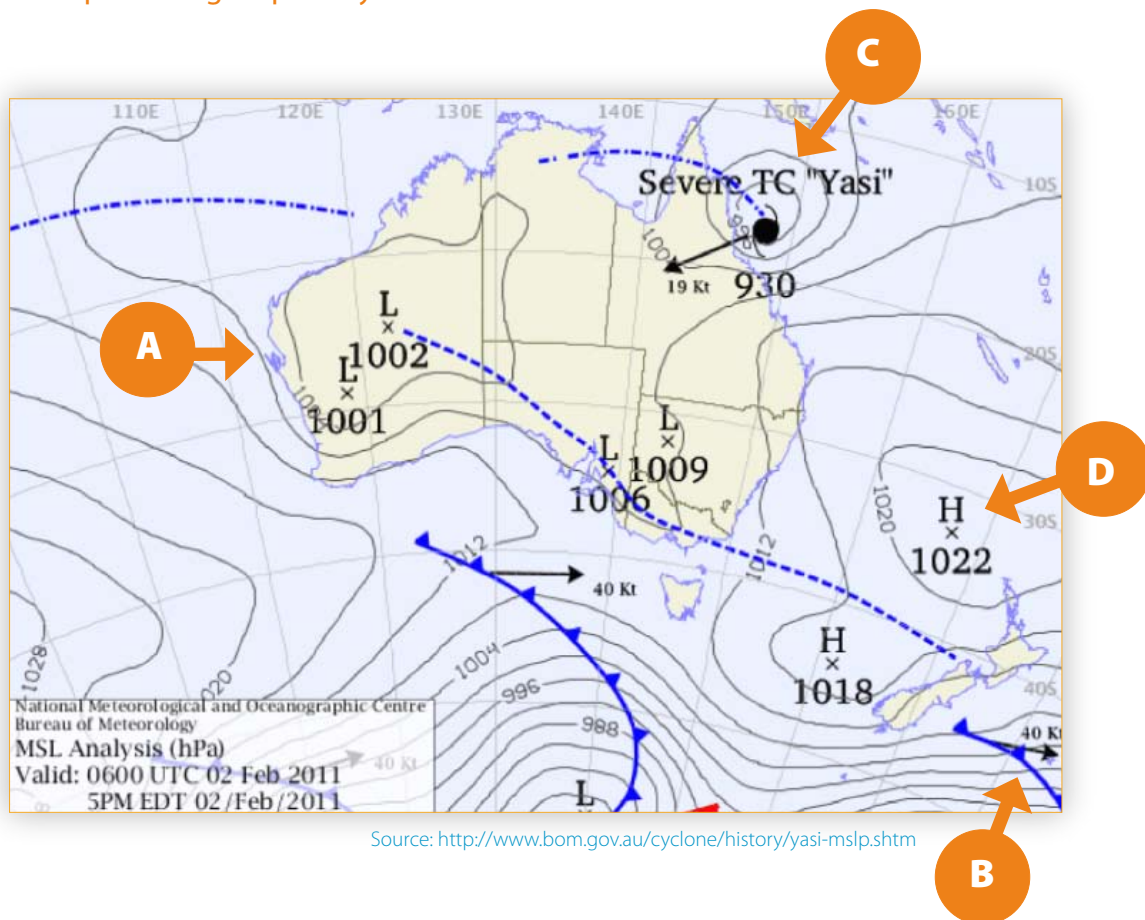 C
110E 120E 130E 140E 150E 160E
10S
Severe TC "Yasi"
19 Kt 930
A
L
1002
L
1001
20S
L
1009
L
1006
D
1020
H
1022
30S
1012
1012
40 Kt
H
1018
1004
996
988
1028
40S
40 Kt
National Meteorological and Oceanographic Centre
Bureau of Meteorology
MSL Analysis (hPa)
Valid: 0600 UTC 02 Feb 2011
5PM EDT 02/Feb/2011
40 Kt
L
Source: http://www.bom.gov.au/cyclone/history/yasi-mslp.shtm
B